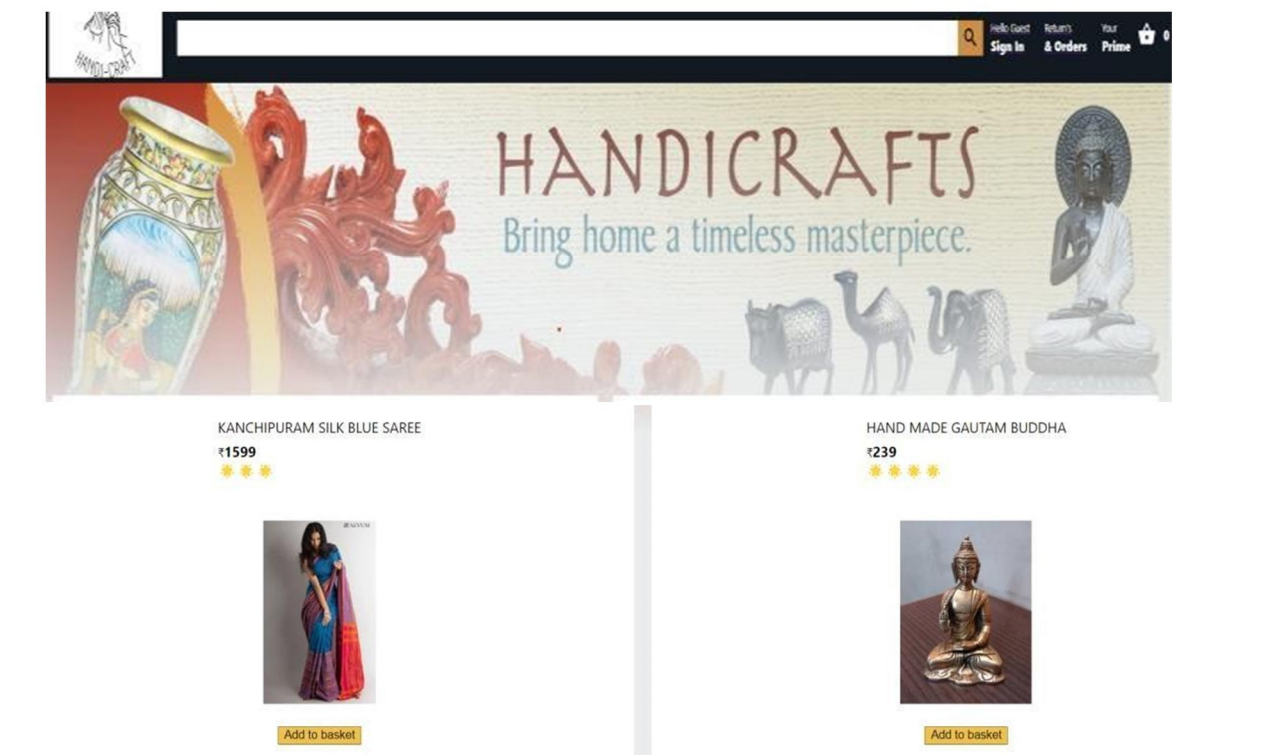 HANDI-CRAFT
Hello Guest
Sign In
Return's
& Orders
Your
Prime
0
HANDICRAFTS
Bring home a timeless masterpiece.
KANCHIPURAM SILK BLUE SAREE
₹1599
HAND MADE GAUTAM BUDDHA
₹239
Add to basket
Add to basket